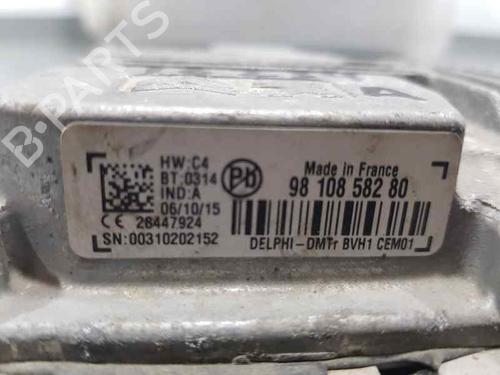 HW:C4
BT:0314
IND:A
06/10/15
CE 28447924
SN:00310202152
Pb
Made in France
98 108 582 80
DELPHI-DMTr BVH1 CEM01
B-PARTS